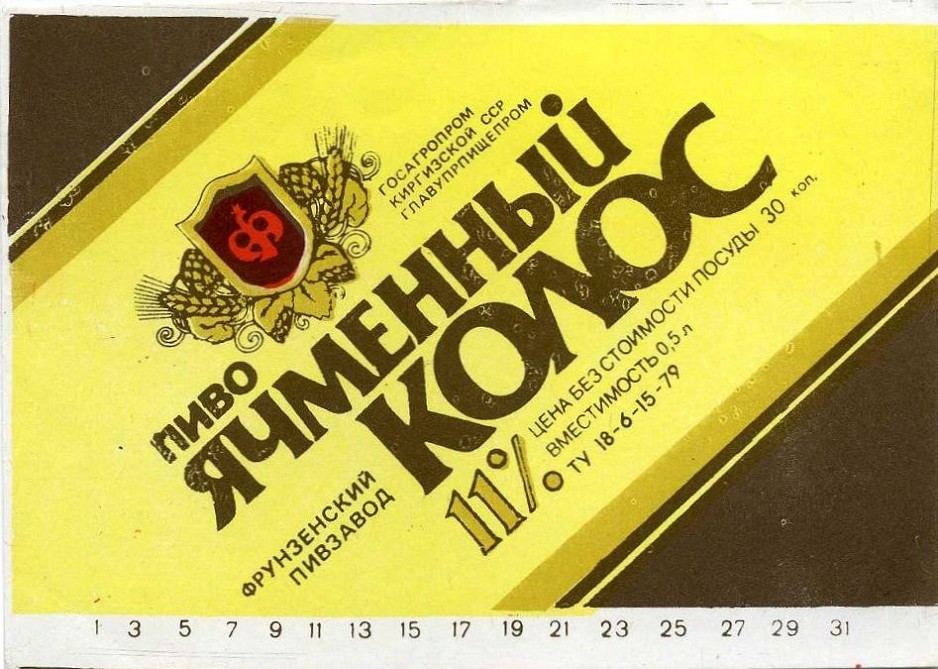 ГОСАГРОПРОМ
КИРГИЗСКОЙ ССР
ГЛАВУПРПИЩЕПРОМ
ПИВО
ЯЧМЕННЫЙ
КОЛОС
11%
ЦЕНА БЕЗ СТОИМОСТИ ПОСУДЫ 30 КОП.
ВМЕСТИМОСТЬ 0,5 л
ТУ 18-6-15-79
ФРУНЗЕНСКИЙ
ПИВЗАВОД
1 3 5 7 9 11 13 15 17 19 21 23 25 27 29 31